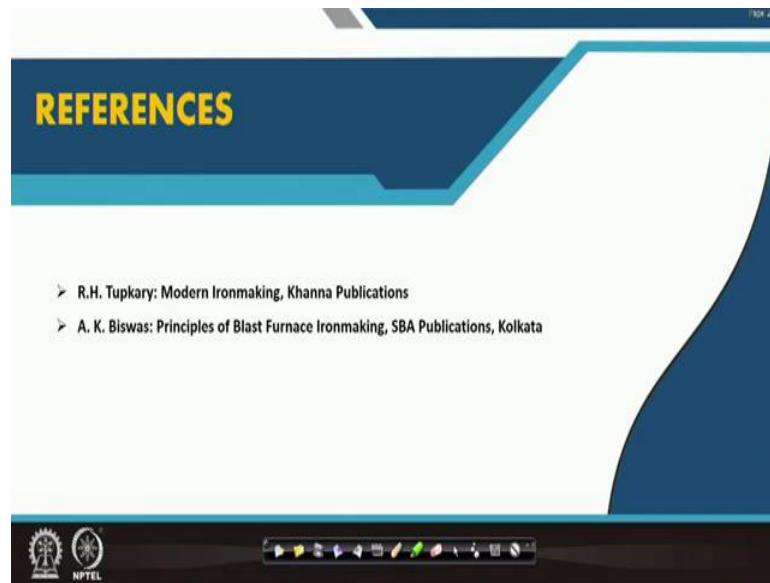 REFERENCES
➢ R.H. Tupkary: Modern Ironmaking, Khanna Publications
➢ A. K. Biswas: Principles of Blast Furnace Ironmaking, SBA Publications, Kolkata
NPTEL